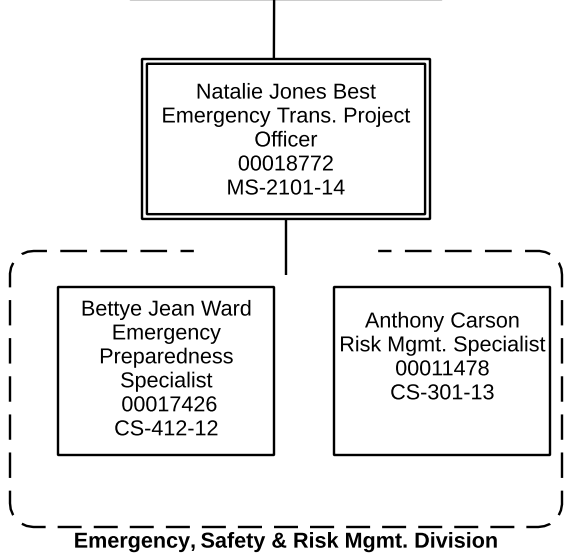 Natalie Jones Best
Emergency Trans. Project
Officer
00018772
MS-2101-14
Bettye Jean Ward
Emergency
Preparedness
Specialist
00017426
CS-412-12
Anthony Carson
Risk Mgmt. Specialist
00011478
CS-301-13
Emergency, Safety & Risk Mgmt. Division